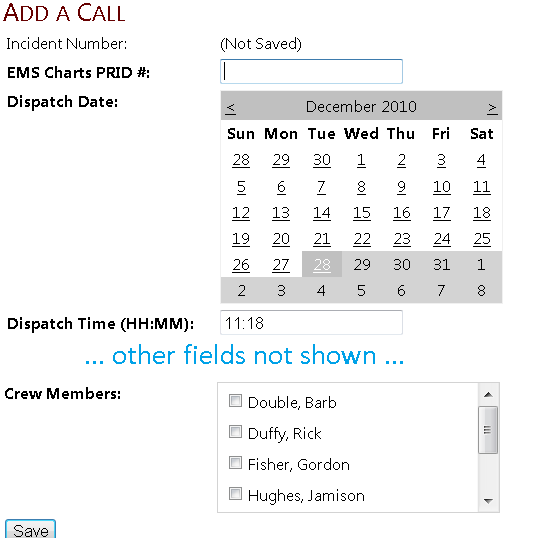 ADD A CALL
Incident Number: (Not Saved)
EMS Charts PRID #:
Dispatch Date:
< December 2010 >
Sun Mon Tue Wed Thu Fri Sat
28 29 30 1 2 3 4
5 6 7 8 9 10 11
12 13 14 15 16 17 18
19 20 21 22 23 24 25
26 27 28 29 30 31 1
2 3 4 5 6 7 8
Dispatch Time (HH:MM): 11:18
... other fields not shown ...
Crew Members:
Double, Barb
Duffy, Rick
Fisher, Gordon
Hughes, Jamison
Save